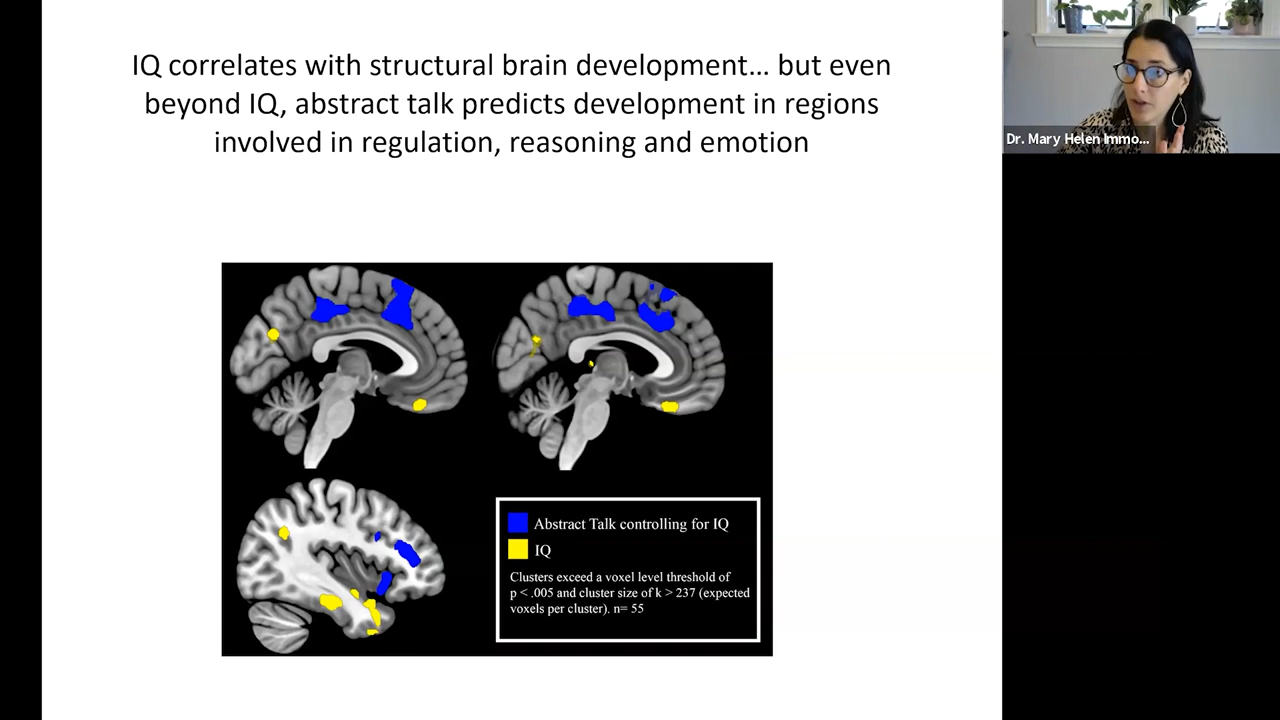 IQ correlates with structural brain development... but even
beyond IQ, abstract talk predicts development in regions
involved in regulation, reasoning and emotion
Dr. Mary Helen Immo...
Abstract Talk controlling for IQ
IQ
Clusters exceed a voxel level threshold of
p < .005 and cluster size of k > 237 (expected
voxels per cluster). n= 55